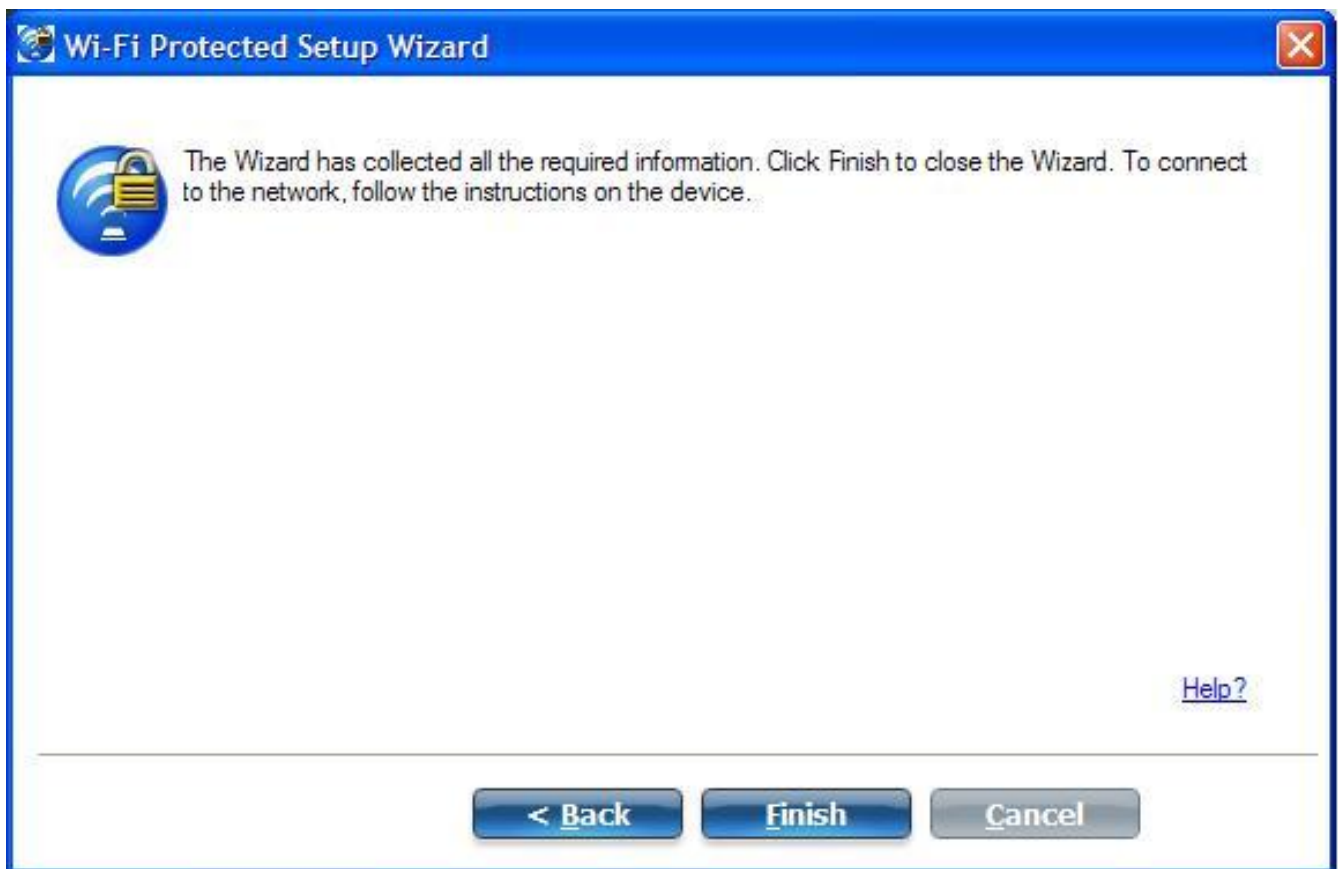 Wi-Fi Protected Setup Wizard
The Wizard has collected all the required information. Click Finish to close the Wizard. To connect
to the network, follow the instructions on the device.
Help?
< Back Finish Cancel